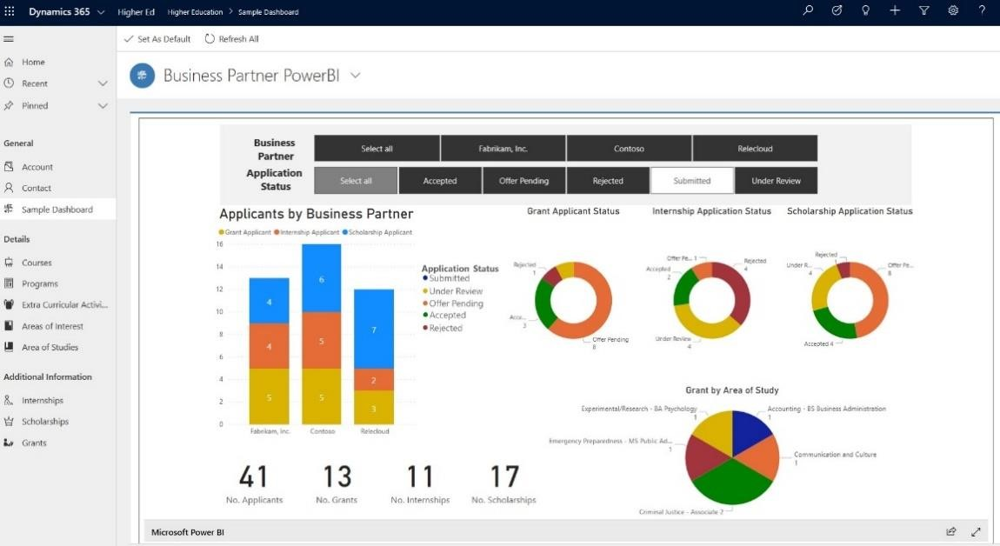 Dynamics 365 Higher Ed Higher Education > Sample Dashboard
Set As Default Refresh All
Home
Recent
Pinned
General
Account
Contact
Sample Dashboard
Details
Courses
Programs
Extra Curricular Activi...
Areas of Interest
Area of Studies
Additional Information
Internships
Scholarships
Grants
Business Partner PowerBI
Business
Partner
Select all Fabrikam, Inc. Contoso Relecloud
Application
Status
Select all Accepted Offer Pending Rejected Submitted Under Review
Applicants by Business Partner
Grant Applicant Internship Applicant Scholarship Applicant
16
14
12
10
8
6
4
2
0
4
4
5
6
5
5
7
2
3
Fabrikam, Inc. Contoso Relecloud
Application Status
Submitted
Under Review
Offer Pending
Accepted
Rejected
Grant Applicant Status
Rejected
1
Acce...
3
Offer Pending
8
Internship Application Status
Offer Pe... 1
Rejected
4
Accepted
2
Under Review
4
Scholarship Application Status
Rejected
1
Under R...
4
Offer Pe...
8
Accepted 4
Grant by Area of Study
Experimental/Research - BA Psychology
1
Accounting - BS Business Administration
1
Emergency Preparedness - MS Public Ad...
1
Communication and Culture
1
Criminal Justice - Associate 2
41 13 11 17
No. Applicants No. Grants No. Internships No. Scholarships
Microsoft Power BI